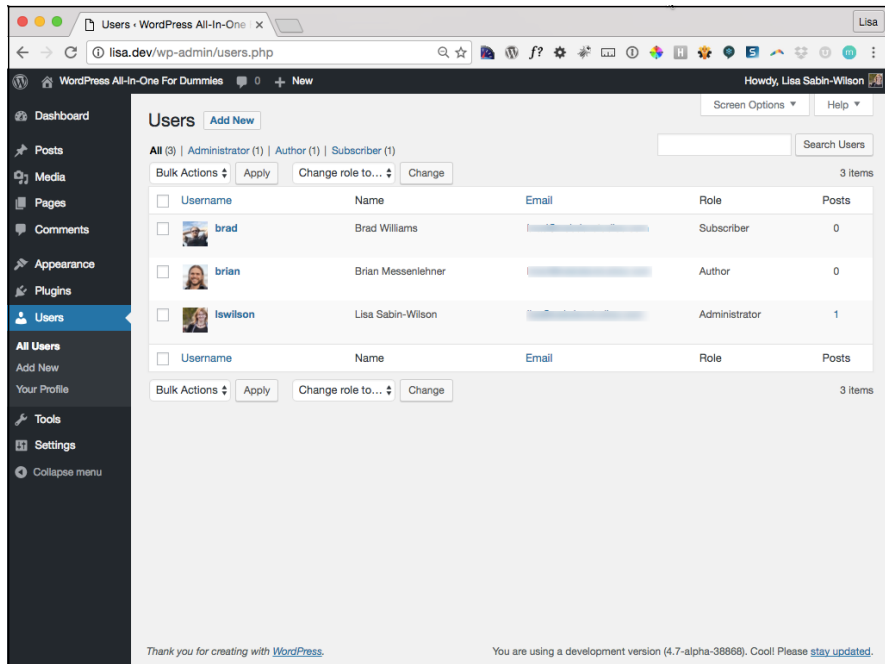 Users ‹ WordPress All-In-One
Lisa
lisa.dev/wp-admin/users.php
f?
H
S
m
WordPress All-In-One For Dummies 0 + New Howdy, Lisa Sabin-Wilson
Dashboard
Posts
Media
Pages
Comments
Appearance
Plugins
Users
All Users
Add New
Your Profile
Tools
Settings
Collapse menu
Screen Options Help
Users Add New
All (3) | Administrator (1) | Author (1) | Subscriber (1)
Search Users
Bulk Actions Apply Change role to... Change 3 items
Username Name Email Role Posts
brad Brad Williams Subscriber 0
brian Brian Messenlehner Author 0
lswilson Lisa Sabin-Wilson Administrator 1
Username Name Email Role Posts
Bulk Actions Apply Change role to... Change 3 items
Thank you for creating with WordPress. You are using a development version (4.7-alpha-38868). Cool! Please stay updated.